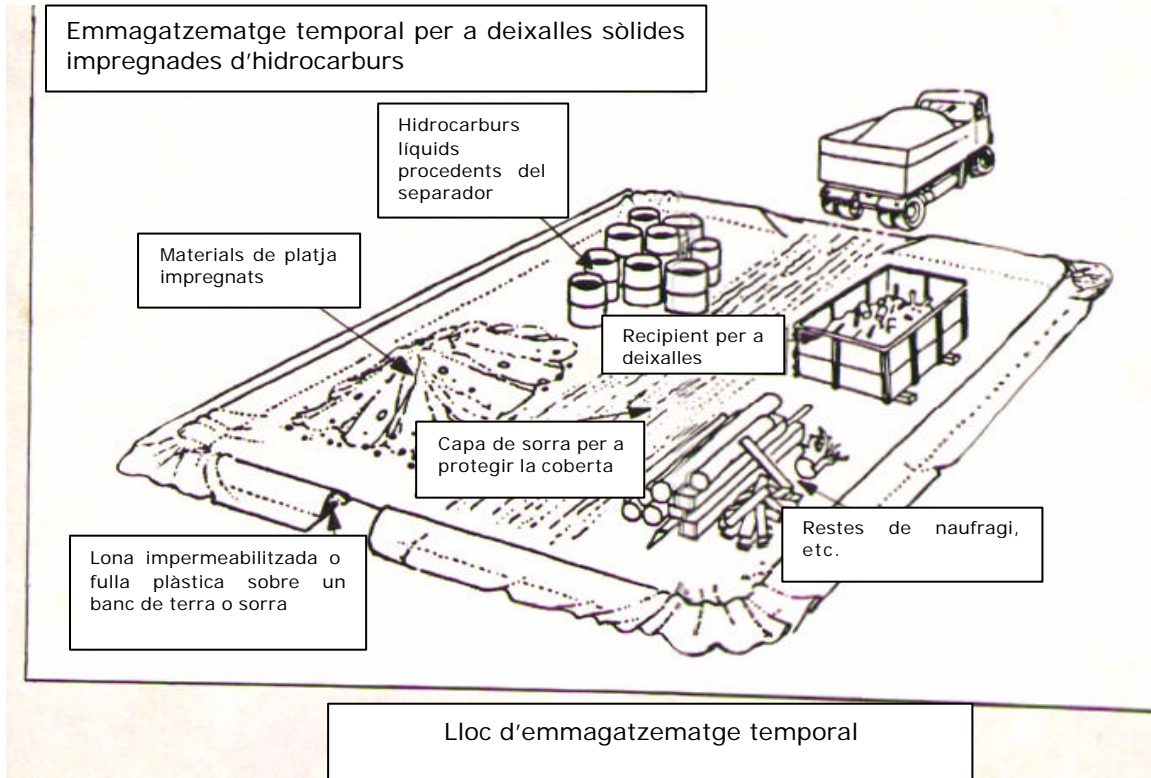 Emmagatzematge temporal per a deixalles sòlides
impregnades d'hidrocarburs
Hidrocarburs
líquids
procedents del
separador
Materials de platja
impregnats
Recipient per a
deixalles
Capa de sorra per a
protegir la coberta
Restes de naufragi,
etc.
Lona impermeabilitzada o
fulla plàstica sobre un
banc de terra o sorra
Lloc d'emmagatzematge temporal